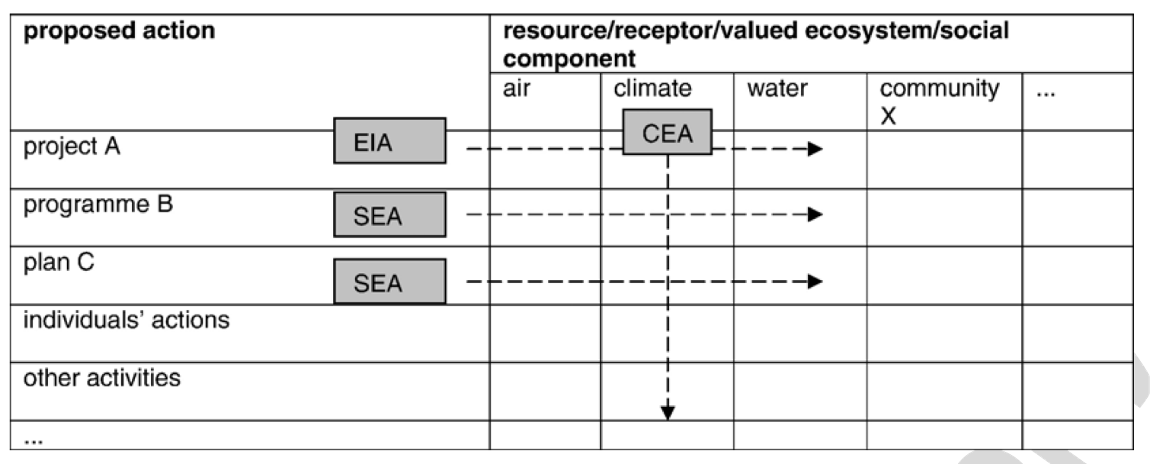 proposed action
resource/receptor/valued ecosystem/social
component
air
climate
water
community
X
...
project A
EIA
CEA
programme B
SEA
plan C
SEA
individuals’ actions
other activities
...